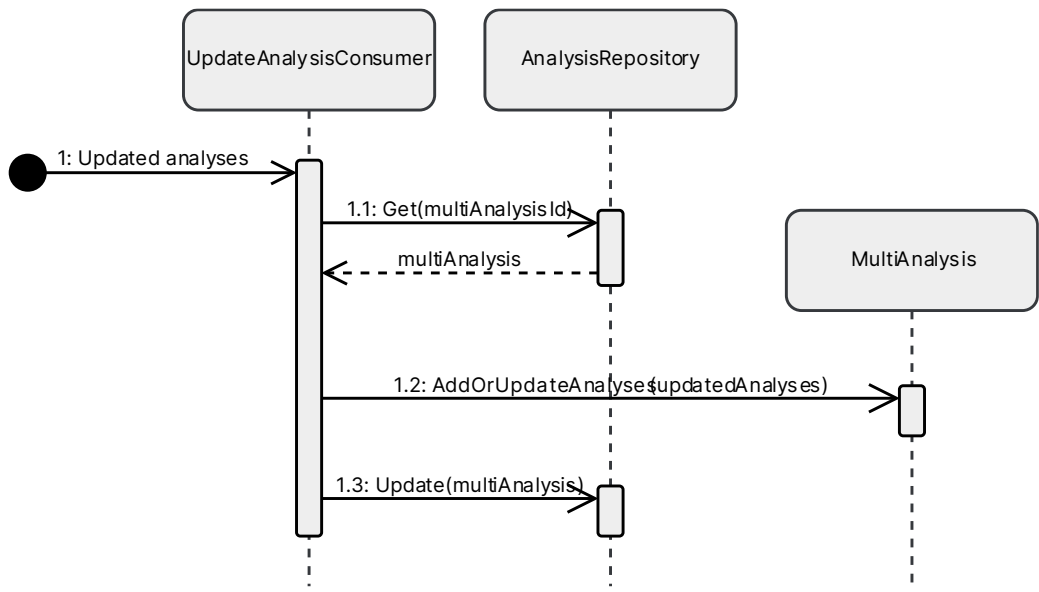 UpdateAnalysisConsumer
AnalysisRepository
1: Updated analyses
1.1: Get(multiAnalysisId)
multiAnalysis
MultiAnalysis
1.2: AddOrUpdateAnalyses(updatedAnalyses)
1.3: Update(multiAnalysis)